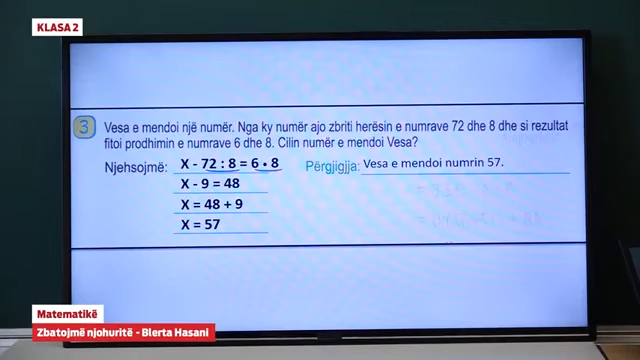 KLASA 2
3 Vesa e mendoi një numër. Nga ky numër ajo zbriti herësin e numrave 72 dhe 8 dhe si rezultat
fitoi prodhimin e numrave 6 dhe 8. Cilin numër e mendoi Vesa?
Njehsojmë: X - 72 : 8 = 6 • 8 Përgjigjja: Vesa e mendoi numrin 57.
X - 9 = 48
X = 48 + 9
X = 57
Matematikë
Zbatojmë njohuritë - Blerta Hasani